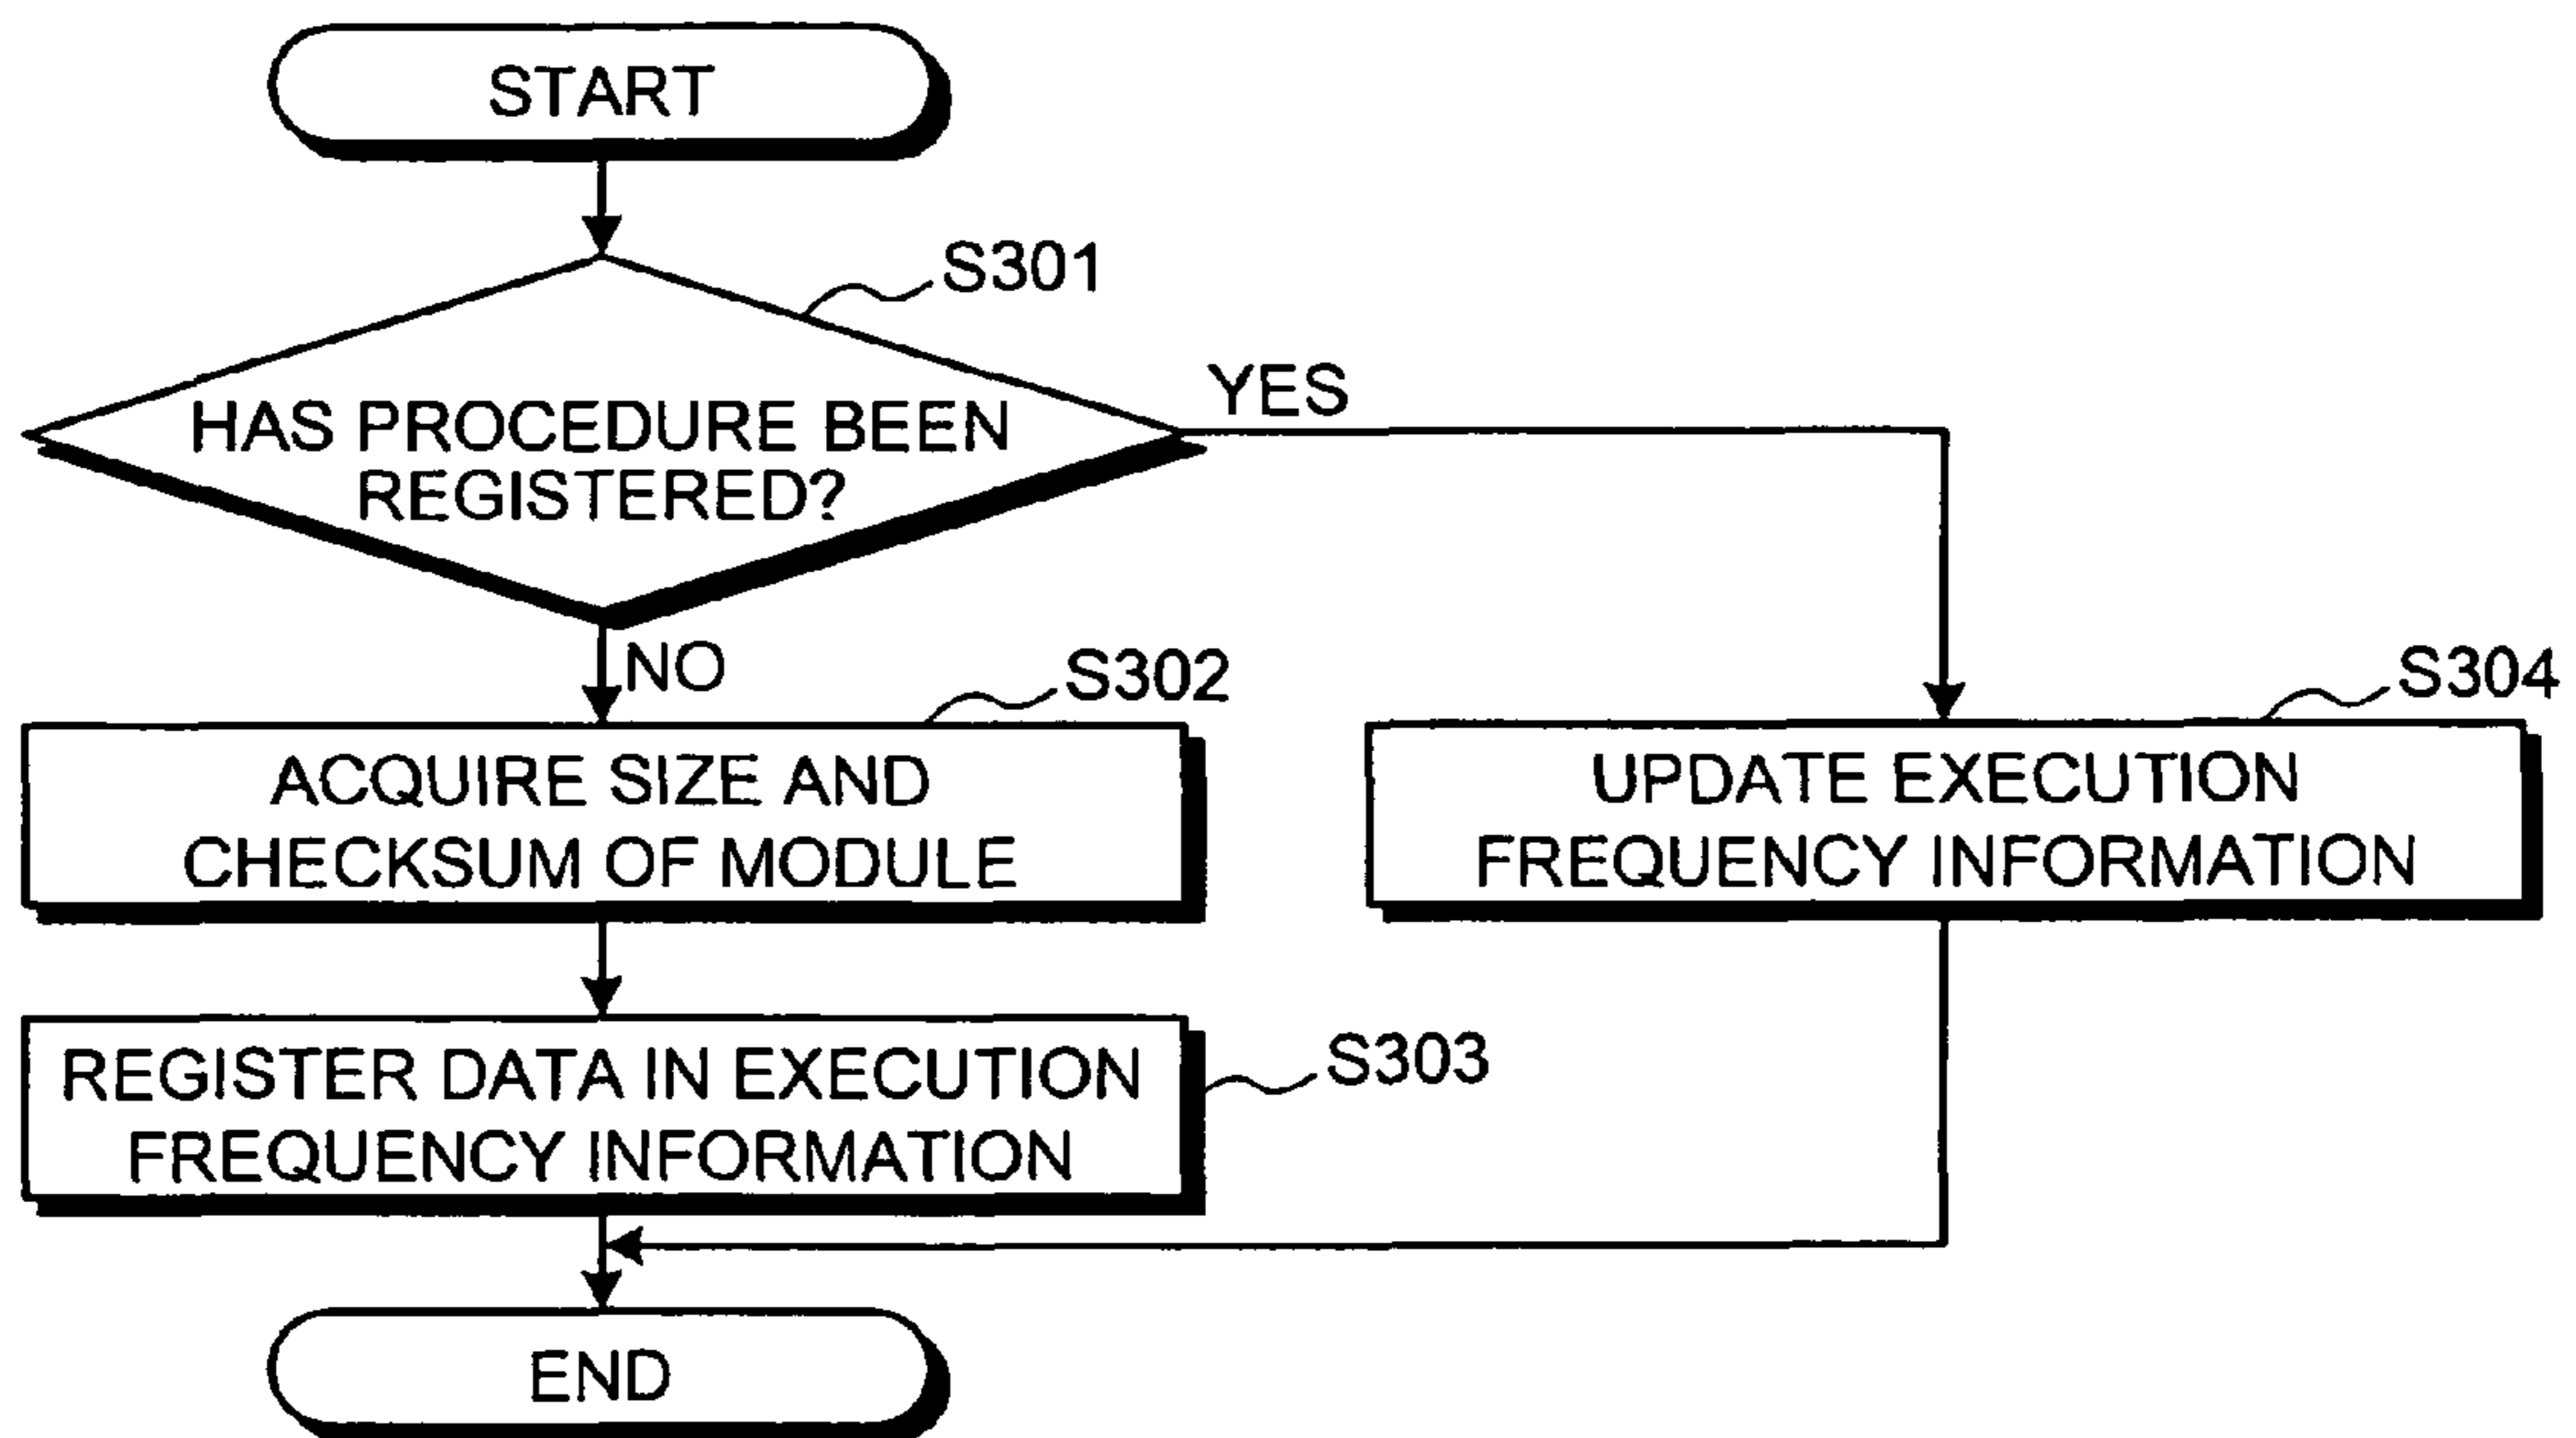 START
S301
HAS PROCEDURE BEEN
REGISTERED?
YES
NO
S302
ACQUIRE SIZE AND
CHECKSUM OF MODULE
S304
UPDATE EXECUTION
FREQUENCY INFORMATION
REGISTER DATA IN EXECUTION
FREQUENCY INFORMATION
S303
END